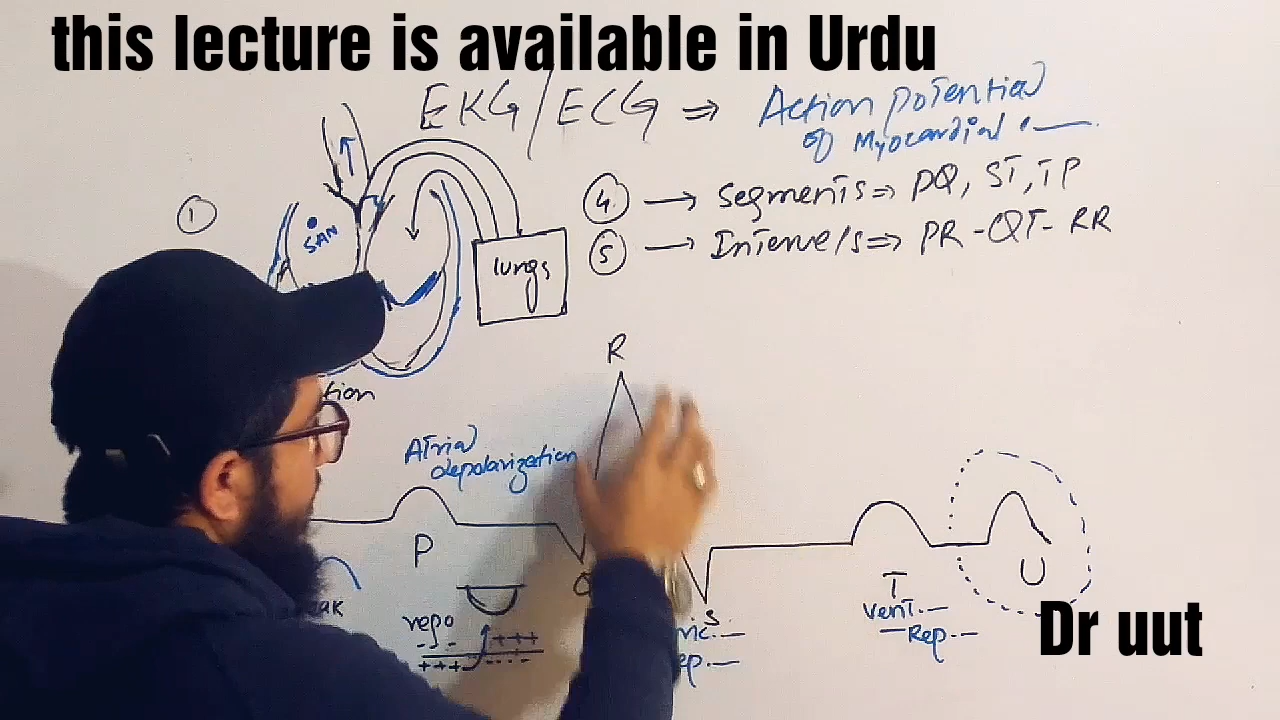 this lecture is available in Urdu
EKG/ECG ⇒ Action potential
of Myocardial
①
④ → segments ⇒ PQ, ST, TP
⑤ → Intervels ⇒ PR - QT - RR
SAN
lungs
R
Atrial
depolarization
P
Q
S
T
U
repo
- - -
+++
+++
- - - -
vent.
Rep.
Dr uut